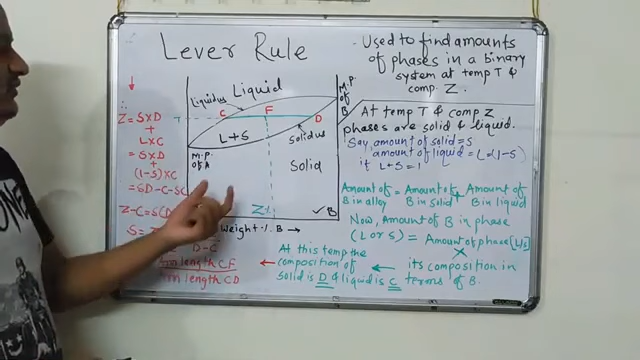 Lever Rule
- Used to find amounts
of phases in a binary
system at temp T &
comp. Z.
At temp T & comp Z
phases are solid & liquid.
Say amount of solid = S
amount of liquid = L = (1-S)
if L+S=1
Amount of B in alloy = Amount of B in solid + Amount of B in liquid
Now, Amount of B in phase
(L or S) = Amount of phase [L/S]
X
its composition in
terms of B.
At this temp the
composition of
solid is D & liquid is C
∴
Z = S×D
+
L×C
= S×D
+
(1-S)×C
= SD-C-SC
Z-C = S(D
S =
D-C
length CF
length CD
Liquid
Liquidus
C
F
D
T
L+S
Solidus
Solid
M.P.
of A
M.P.
of
B
Z
B
Weight % B →